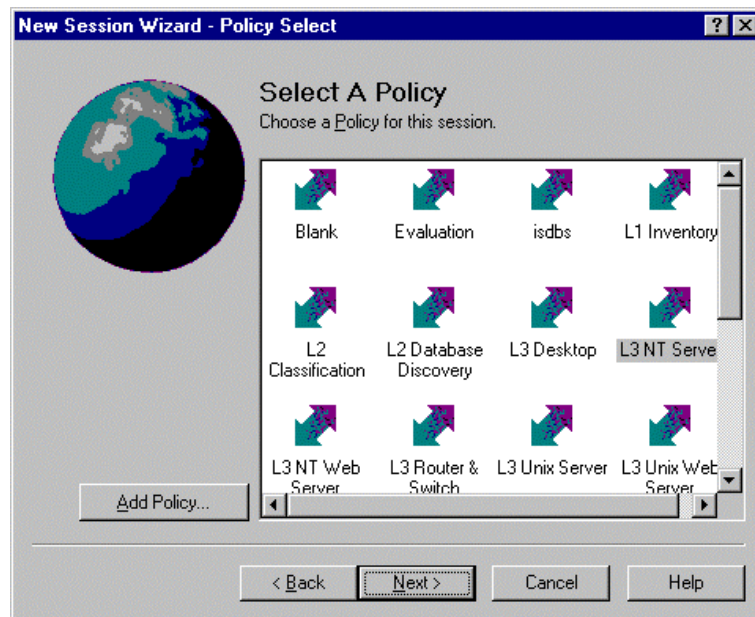 New Session Wizard - Policy Select
Select A Policy
Choose a Policy for this session.
Blank
Evaluation
isdbs
L1 Inventory
L2
Classification
L2 Database
Discovery
L3 Desktop
L3 NT Serve
L3 NT Web
Server
L3 Router &
Switch
L3 Unix Server
L3 Unix Web
Server
Add Policy...
< Back
Next >
Cancel
Help